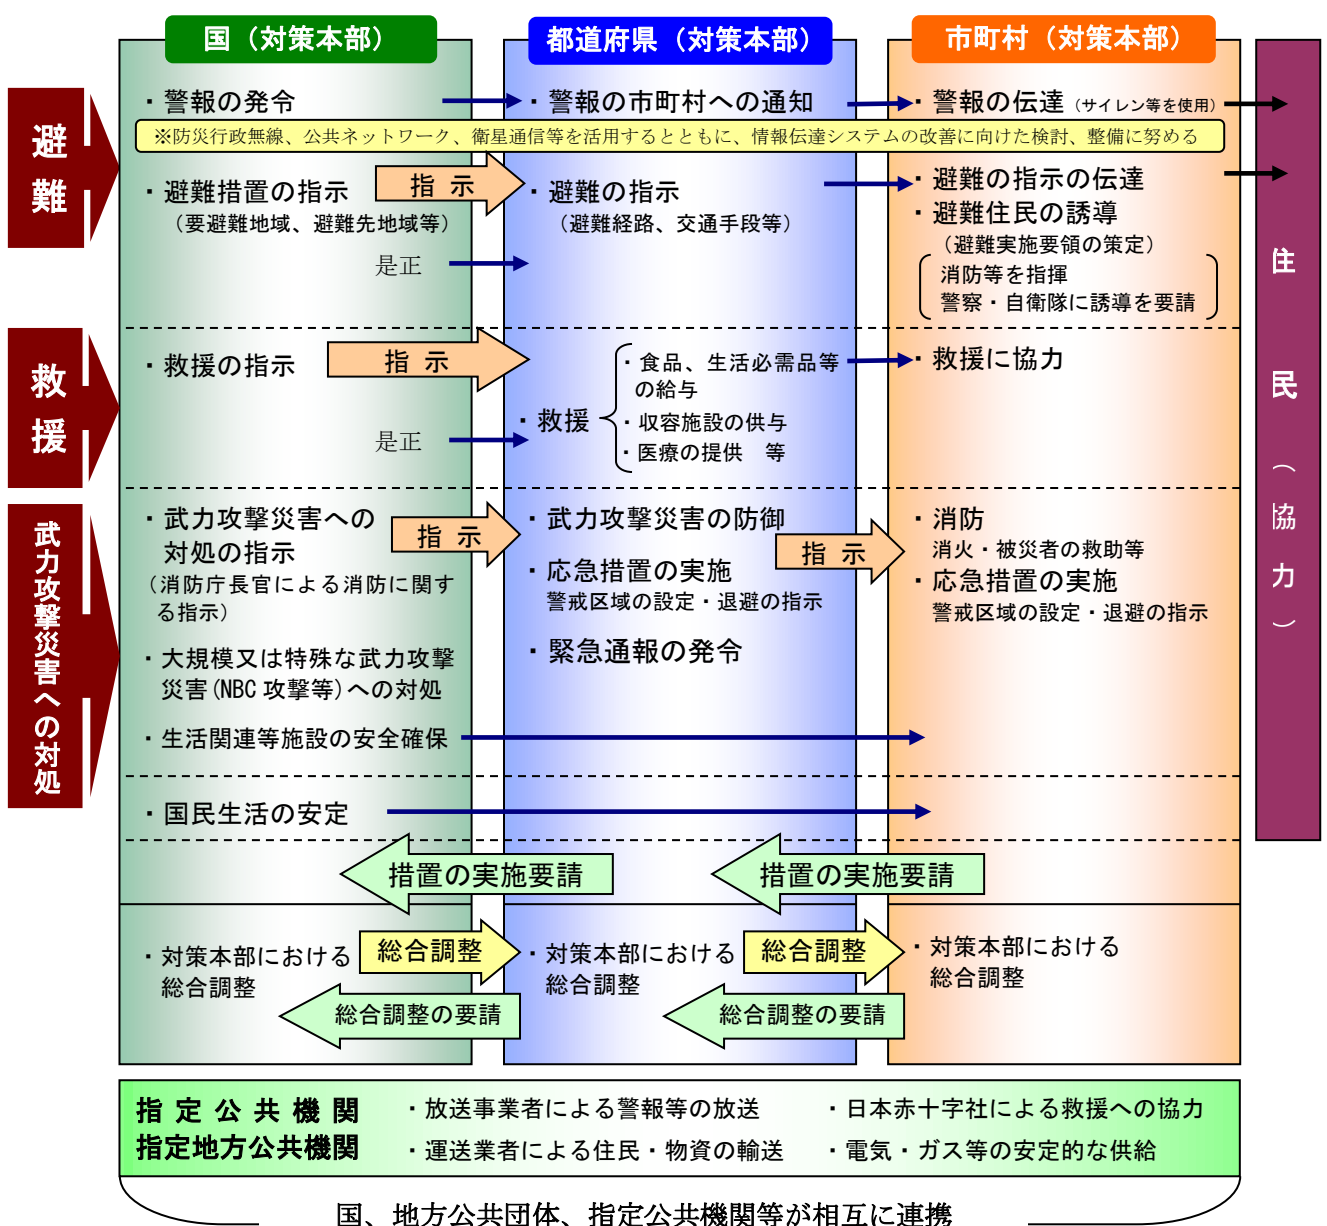 国（対策本部）
都道府県（対策本部）
市町村（対策本部）
避難
・警報の発令
・警報の市町村への通知
・警報の伝達（サイレン等を使用）
※防災行政無線、公共ネットワーク、衛星通信等を活用するとともに、情報伝達システムの改善に向けた検討、整備に努める
・避難措置の指示
（要避難地域、避難先地域等）
指 示
・避難の指示
（避難経路、交通手段等）
是正
・避難の指示の伝達
・避難住民の誘導
（避難実施要領の策定）
消防等を指揮
警察・自衛隊に誘導を要請
住民（協力）
救援
・救援の指示
指 示
是正
・救援
・食品、生活必需品等
の給与
・収容施設の供与
・医療の提供　等
・救援に協力
武力攻撃災害への対処
・武力攻撃災害への
対処の指示
（消防庁長官による消防に関す
る指示）
・大規模又は特殊な武力攻撃
災害(NBC 攻撃等)への対処
・生活関連等施設の安全確保
指 示
・武力攻撃災害の防御
・応急措置の実施
警戒区域の設定・退避の指示
・緊急通報の発令
指 示
・消防
消火・被災者の救助等
・応急措置の実施
警戒区域の設定・退避の指示
・国民生活の安定
措置の実施要請
措置の実施要請
・対策本部における
総合調整
総合調整
総合調整の要請
・対策本部における
総合調整
総合調整
総合調整の要請
・対策本部における
総合調整
指定公共機関
指定地方公共機関
・放送事業者による警報等の放送
・日本赤十字社による救援への協力
・運送業者による住民・物資の輸送
・電気・ガス等の安定的な供給
国、地方公共団体、指定公共機関等が相互に連携